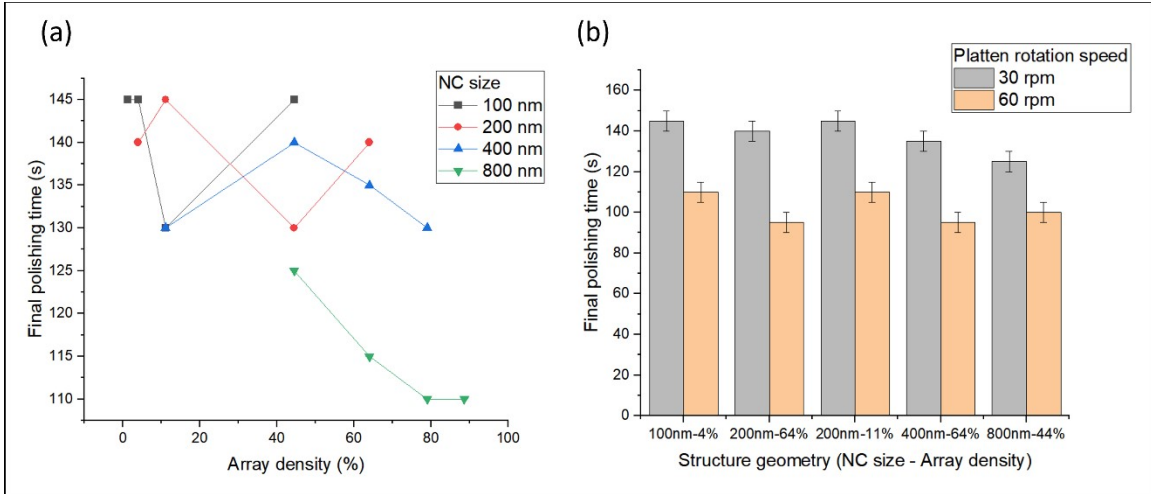 (a)
NC size
100 nm
200 nm
400 nm
800 nm
Final polishing time (s)
145
140
135
130
125
120
115
110
0
20
40
60
80
100
Array density (%)
(b)
Platten rotation speed
30 rpm
60 rpm
Final polishing time (s)
160
140
120
100
80
60
40
20
0
100nm-4%
200nm-64%
200nm-11%
400nm-64%
800nm-44%
Structure geometry (NC size - Array density)